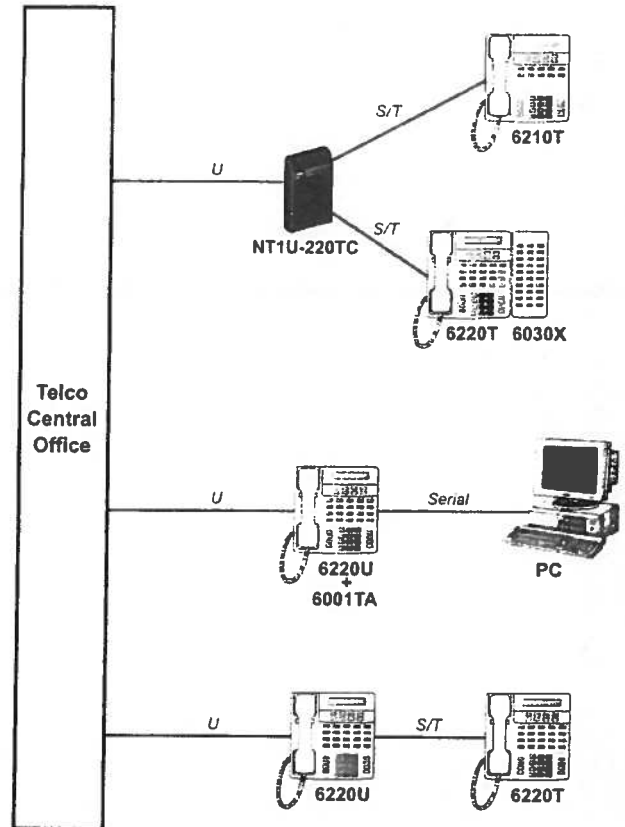 S/T
6210T
U
NT1U-220TC
S/T
6220T 6030X
Telco
Central
Office
U
Serial
6220U
+
6001TA
PC
U
S/T
6220U
6220T